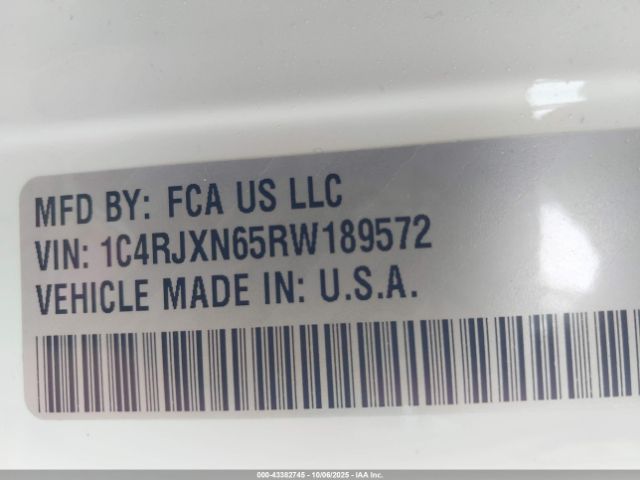 MFD BY: FCA US LLC
VIN: 1C4RJXN65RW189572
VEHICLE MADE IN: U.S.A.
000-43382745 - 10/06/2025 - IAA Inc.